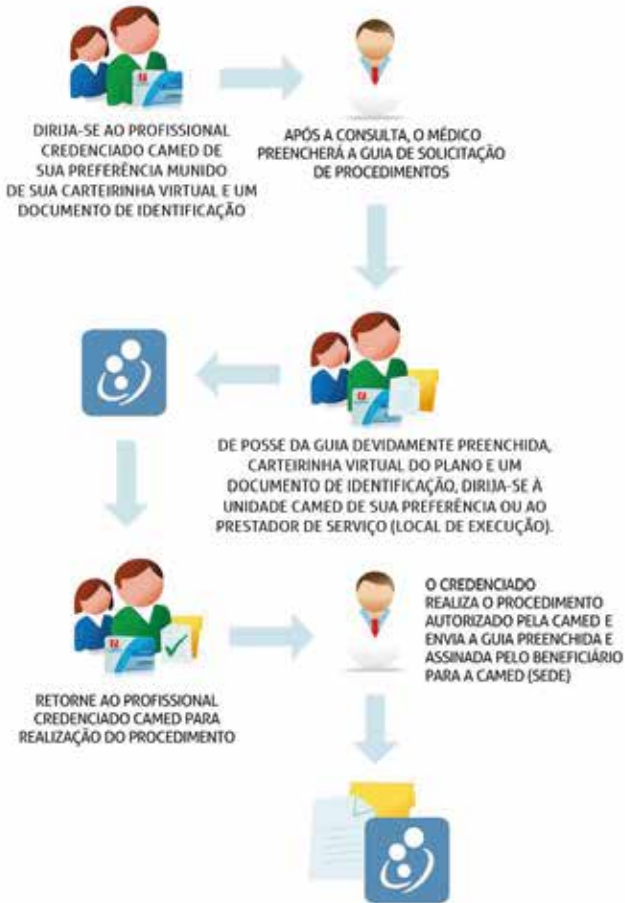 DIRIJA-SE AO PROFISSIONAL
CREDENCIADO CAMED DE
SUA PREFERÊNCIA MUNIDO
DE SUA CARTEIRINHA VIRTUAL E UM
DOCUMENTO DE IDENTIFICAÇÃO
APÓS A CONSULTA, O MÉDICO
PREENCHERÁ A GUIA DE SOLICITAÇÃO
DE PROCEDIMENTOS
DE POSSE DA GUIA DEVIDAMENTE PREENCHIDA,
CARTEIRINHA VIRTUAL DO PLANO E UM
DOCUMENTO DE IDENTIFICAÇÃO, DIRIJA-SE À
UNIDADE CAMED DE SUA PREFERÊNCIA OU AO
PRESTADOR DE SERVIÇO (LOCAL DE EXECUÇÃO).
RETORNE AO PROFISSIONAL
CREDENCIADO CAMED PARA
REALIZAÇÃO DO PROCEDIMENTO
O CREDENCIADO
REALIZA O PROCEDIMENTO
AUTORIZADO PELA CAMED E
ENVIA A GUIA PREENCHIDA E
ASSINADA PELO BENEFICIÁRIO
PARA A CAMED (SEDE)